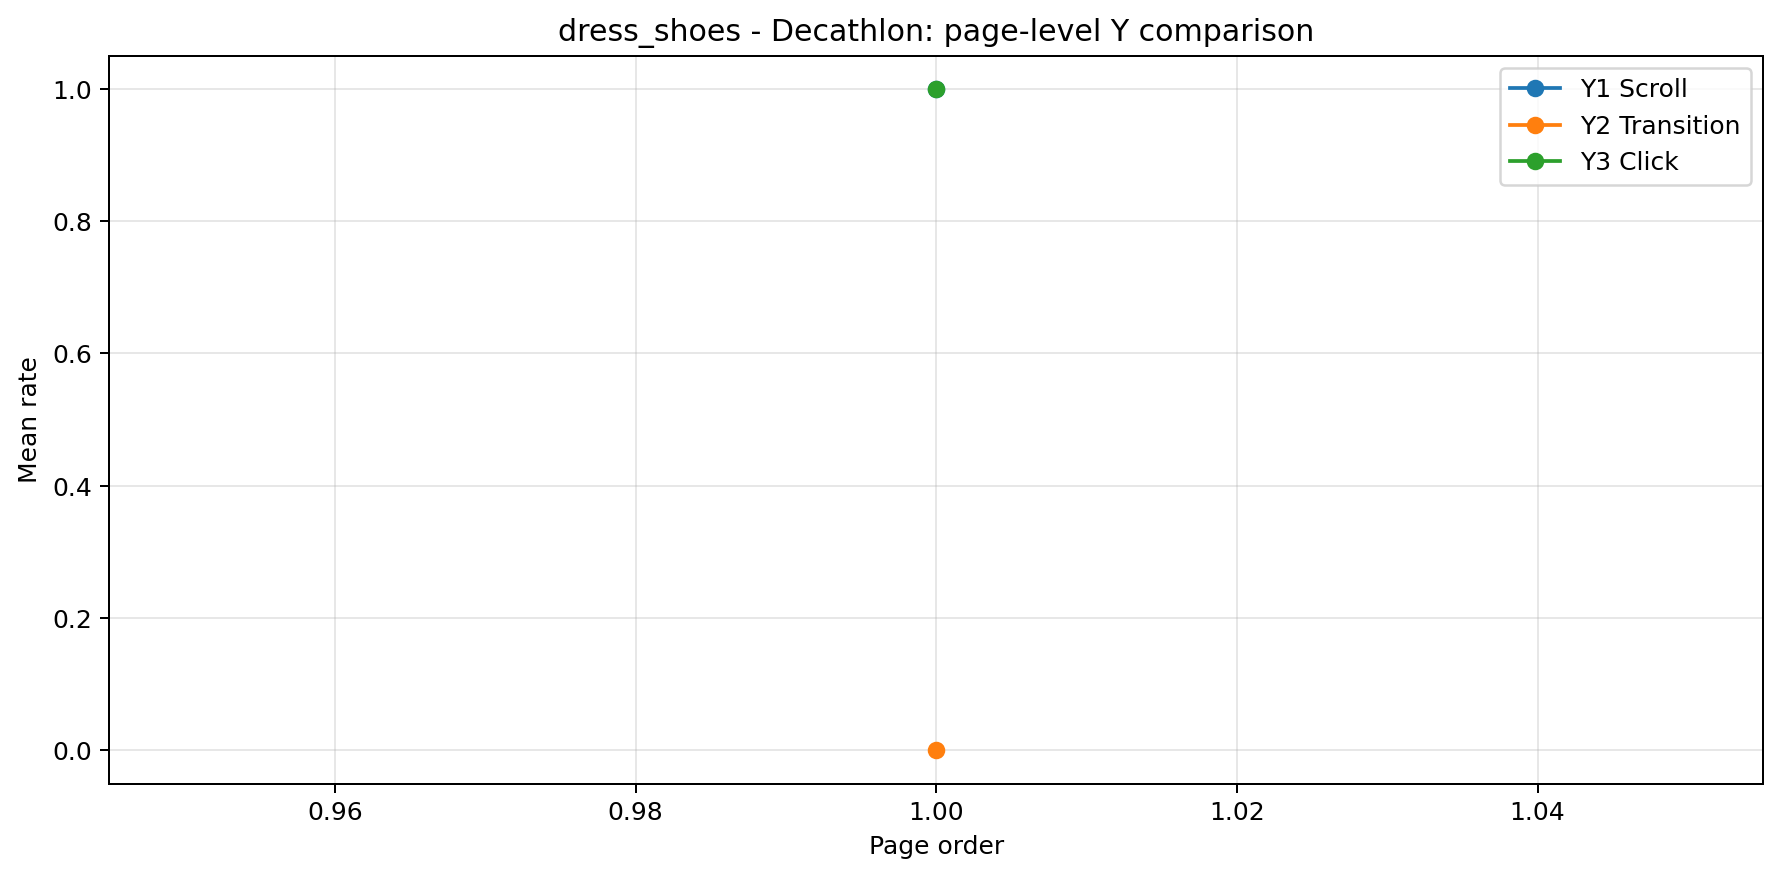 dress_shoes - Decathlon: page-level Y comparison
Y1 Scroll
Y2 Transition
Y3 Click
1.0
0.8
0.6
0.4
0.2
0.0
Mean rate
0.96 0.98 1.00 1.02 1.04
Page order